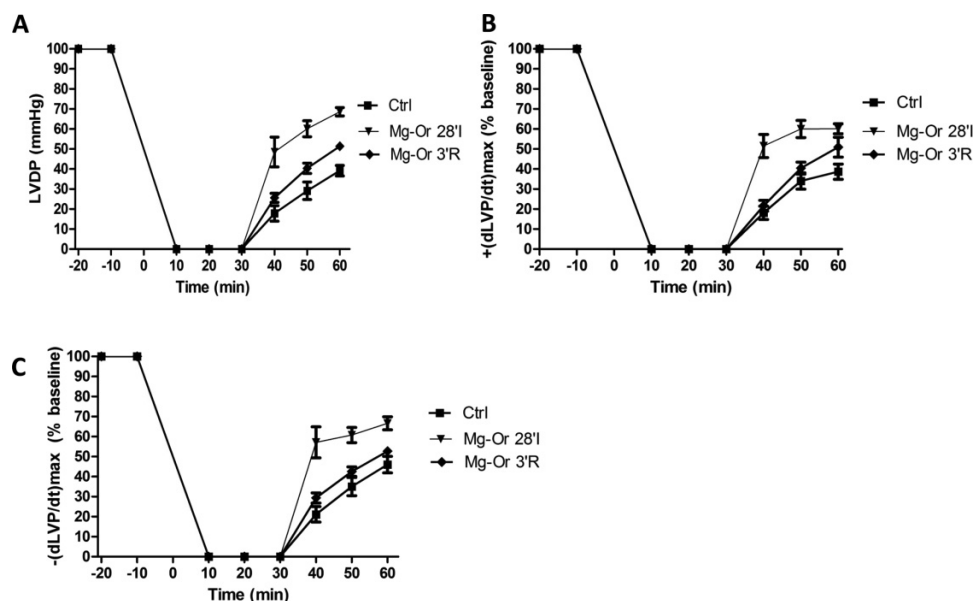 A
LVDP (mmHg)
100
90
80
70
60
50
40
30
20
10
0
-20 -10 0 10 20 30 40 50 60
Time (min)
Ctrl
Mg-Or 28'I
Mg-Or 3'R
B
+(dLVP/dt)max (% baseline)
100
90
80
70
60
50
40
30
20
10
0
-20 -10 0 10 20 30 40 50 60
Time (min)
Ctrl
Mg-Or 28'I
Mg-Or 3'R
C
-(dLVP/dt)max (% baseline)
100
90
80
70
60
50
40
30
20
10
0
-20 -10 0 10 20 30 40 50 60
Time (min)
Ctrl
Mg-Or 28'I
Mg-Or 3'R